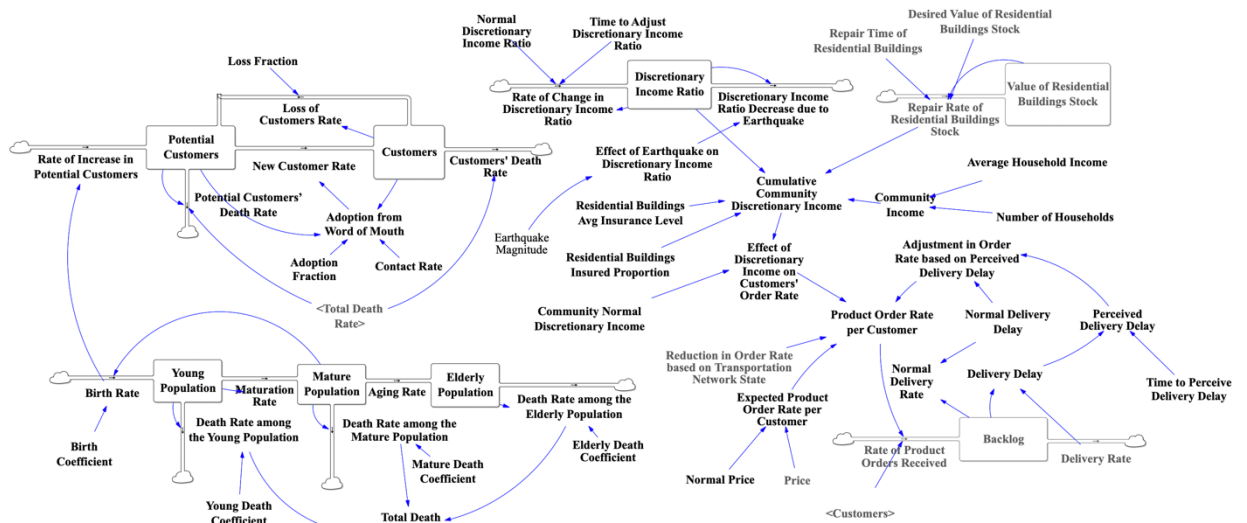 Normal
Discretionary
Income Ratio
Time to Adjust
Discretionary Income
Ratio
Desired Value of Residential
Buildings Stock
Repair Time of
Residential Buildings
Loss Fraction
Discretionary
Income Ratio
Value of Residential
Buildings Stock
Rate of Change in
Discretionary Income
Ratio
Discretionary Income
Ratio Decrease due to
Earthquake
Repair Rate of
Residential Buildings
Stock
Loss of
Customers Rate
Potential
Customers
Customers
Rate of Increase in
Potential Customers
New Customer Rate
Customers' Death
Rate
Effect of Earthquake on
Discretionary Income
Ratio
Average Household Income
Potential Customers’
Death Rate
Cumulative
Community
Discretionary Income
Community
Income
Residential Buildings
Avg Insurance Level
Number of Households
Adoption from
Word of Mouth
Earthquake
Magnitude
Residential Buildings
Insured Proportion
Effect of
Discretionary
Income on
Customers'
Order Rate
Adjustment in Order
Rate based on Perceived
Delivery Delay
Adoption
Fraction
Contact Rate
<Total Death
Rate>
Community Normal
Discretionary Income
Product Order Rate
per Customer
Normal Delivery
Delay
Perceived
Delivery Delay
Reduction in Order Rate
based on Transportation
Network State
Normal
Delivery
Rate
Delivery Delay
Time to Perceive
Delivery Delay
Young
Population
Mature
Population
Elderly
Population
Birth Rate
Maturation
Rate
Aging Rate
Death Rate among the
Elderly Population
Expected Product
Order Rate per
Customer
Death Rate among
the Young Population
Death Rate among the
Mature Population
Birth
Coefficient
Elderly Death
Coefficient
Mature Death
Coefficient
Rate of Product
Orders Received
Backlog
Delivery Rate
Normal Price
Price
Young Death
Coefficient
Total Death
<Customers>